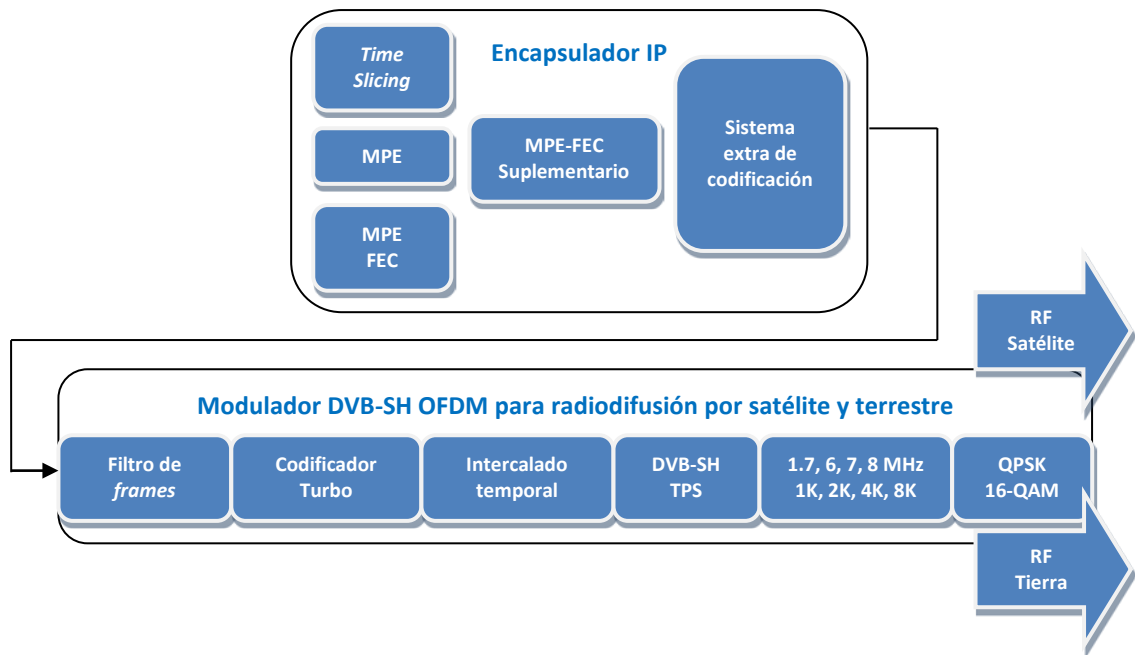 Encapsulador IP
Time
Slicing
MPE
MPE
FEC
MPE-FEC
Suplementario
Sistema
extra de
codificación
RF
Satélite
Modulador DVB-SH OFDM para radiodifusión por satélite y terrestre
Filtro de
frames
Codificador
Turbo
Intercalado
temporal
DVB-SH
TPS
1.7, 6, 7, 8 MHz
1K, 2K, 4K, 8K
QPSK
16-QAM
RF
Tierra